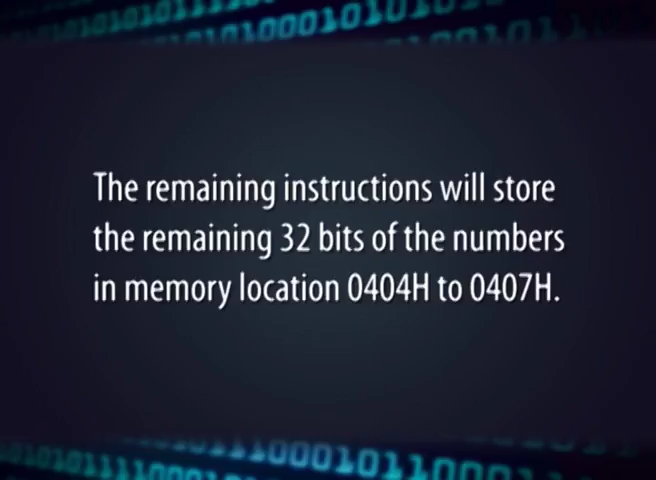 The remaining instructions will store
the remaining 32 bits of the numbers
in memory location 0404H to 0407H.